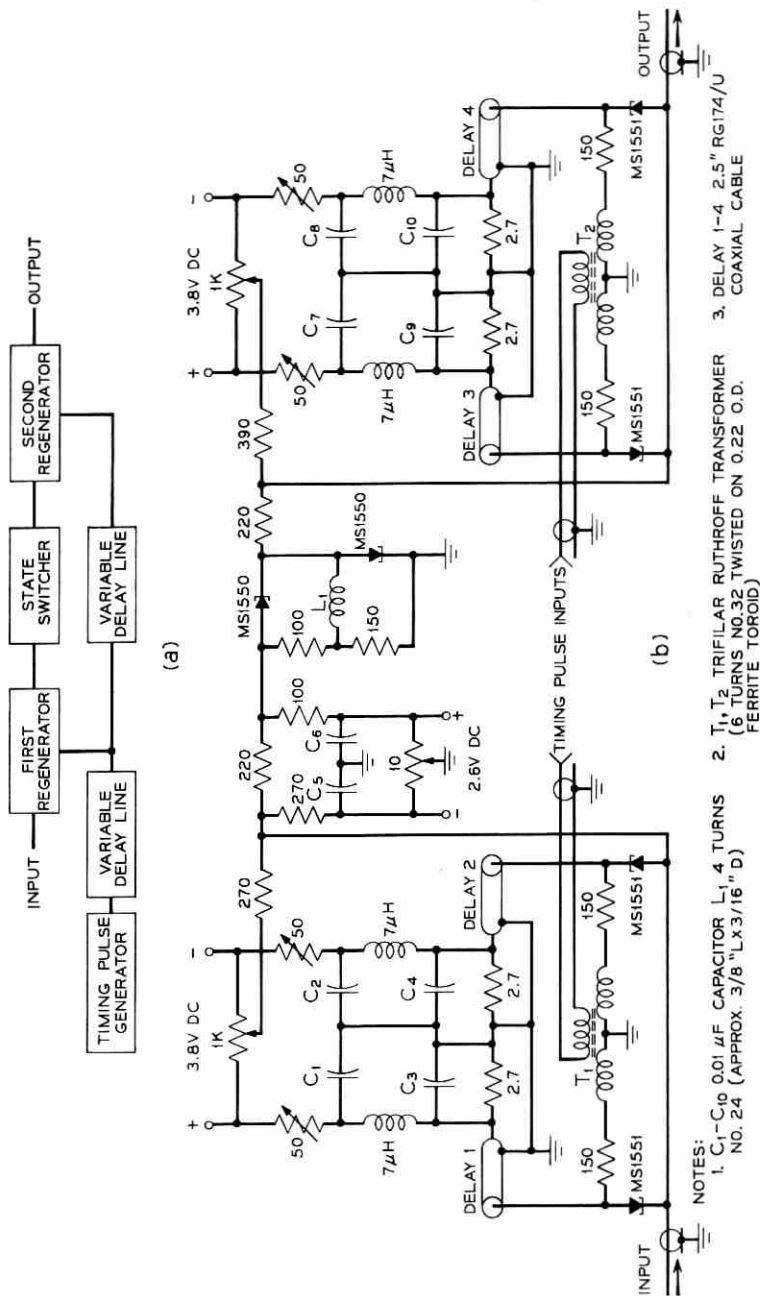 INPUT
FIRST
REGENERATOR
STATE
SWITCHER
SECOND
REGENERATOR
OUTPUT
TIMING PULSE
GENERATOR
VARIABLE
DELAY LINE
VARIABLE
DELAY LINE
(a)
3.8V DC
+
-
1K
50
50
270
C1
C2
7μH
7μH
C3
C4
2.7
2.7
DELAY 1
DELAY 2
T1
150
150
MS1551
MS1551
INPUT
220
270
100
C5
C6
10
-
+
2.6V DC
MS1550
100
L1
150
MS1550
220
390
3.8V DC
+
-
1K
50
50
C7
C8
7μH
7μH
C9
C10
2.7
2.7
DELAY 3
DELAY 4
T2
150
150
MS1551
MS1551
OUTPUT
TIMING PULSE INPUTS
(b)
NOTES:
1. C1-C10 0.01 μF CAPACITOR L1 4 TURNS
NO. 24 (APPROX. 3/8"L x 3/16" D)
2. T1, T2 TRIFILAR RUTHROFF TRANSFORMER
(6 TURNS NO.32 TWISTED ON 0.22 O.D.
FERRITE TOROID)
3. DELAY 1-4 2.5" RG174/U
COAXIAL CABLE